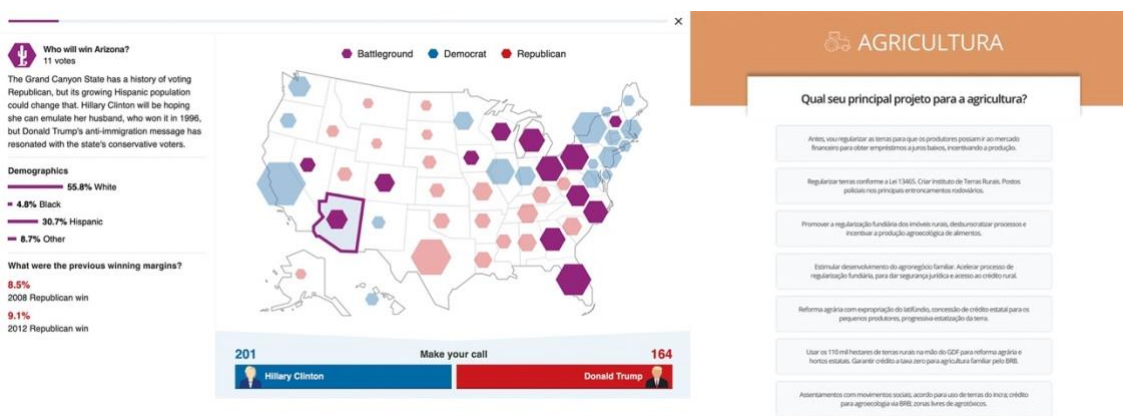 Who will win Arizona?
11 votes
The Grand Canyon State has a history of voting
Republican, but its growing Hispanic population
could change that. Hillary Clinton will be hoping
she can emulate her husband, who won it in 1996,
but Donald Trump's anti-immigration message has
resonated with the state's conservative voters.
Demographics
55.8% White
4.8% Black
30.7% Hispanic
8.7% Other
What were the previous winning margins?
8.5%
2008 Republican win
9.1%
2012 Republican win
Battleground Democrat Republican
201 Make your call 164
Hillary Clinton Donald Trump
AGRICULTURA
Qual seu principal projeto para a agricultura?
Antes, vou regularizar as terras para que os produtores possam ir ao mercado
financeiro para obter empréstimos a juros baixos, incentivando a produção.
Regularizar terras conforme a Lei 13465. Criar Instituto de Terras Rurais. Postos
policiais nos principais entroncamentos rodoviários.
Promover a regularização fundiária dos imóveis rurais, desburocratizar processos e
incentivar a produção agroecológica de alimentos.
Estimular desenvolvimento do agronegócio familiar. Acelerar processo de
regularização fundiária, para dar segurança jurídica e acesso ao crédito rural.
Reforma agrária com expropriação do latifúndio, concessão de crédito estatal para os
pequenos produtores, progressiva estatização da terra.
Usar os 110 mil hectares de terras rurais na mão do GDF para reforma agrária e
hortos estatais. Garantir crédito a taxa zero para agricultura familiar pelo BRB.
Assentamentos com movimentos sociais; acordo para uso de terras do Incra; crédito
para agroecologia via BRB; zonas livres de agrotóxicos.